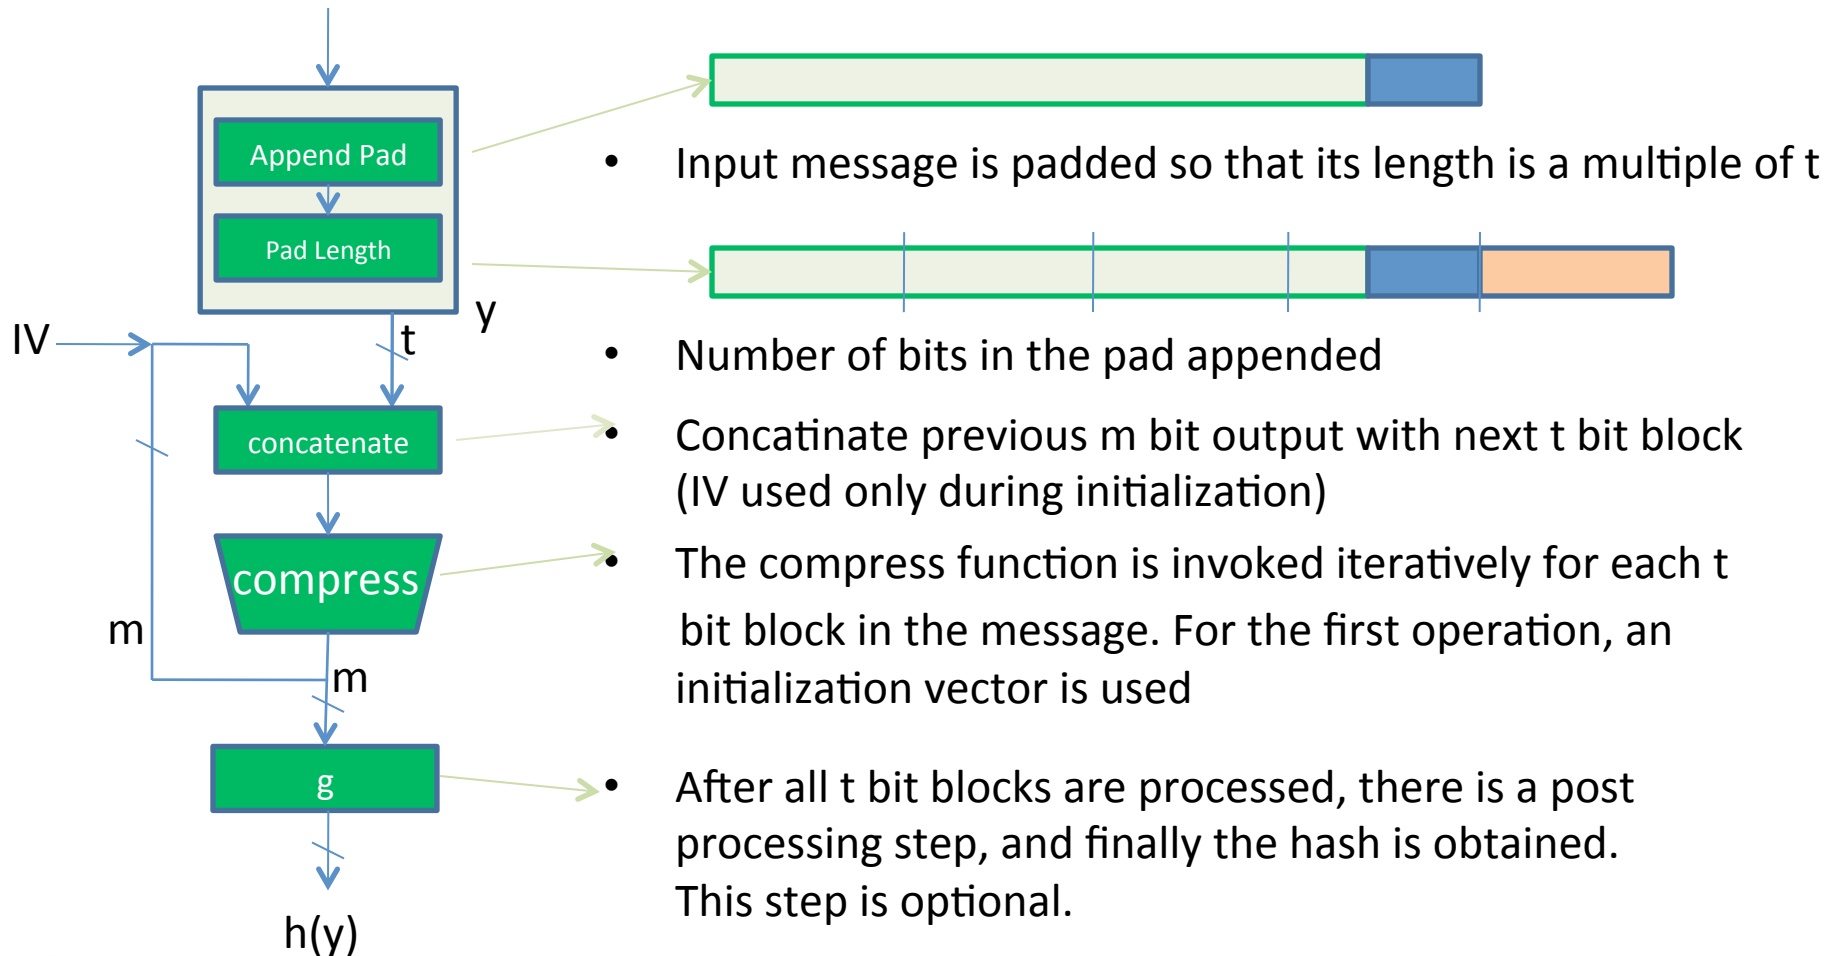 Append Pad
• Input message is padded so that its length is a multiple of t
Pad Length
y
IV
t
• Number of bits in the pad appended
concatenate
• Concatinate previous m bit output with next t bit block
(IV used only during initialization)
compress
• The compress function is invoked iteratively for each t
bit block in the message. For the first operation, an
initialization vector is used
m
m
g
• After all t bit blocks are processed, there is a post
processing step, and finally the hash is obtained.
This step is optional.
h(y)